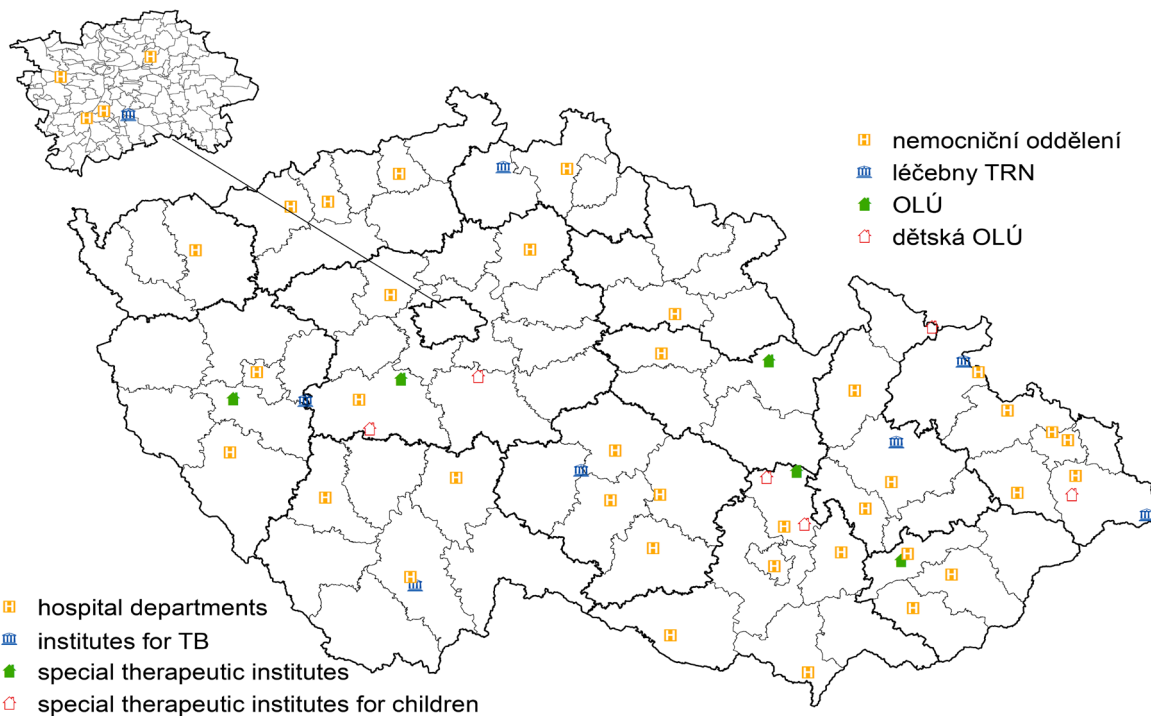 nemocniční oddělení
léčebny TRN
OLÚ
dětská OLÚ
hospital departments
institutes for TB
special therapeutic institutes
special therapeutic institutes for children